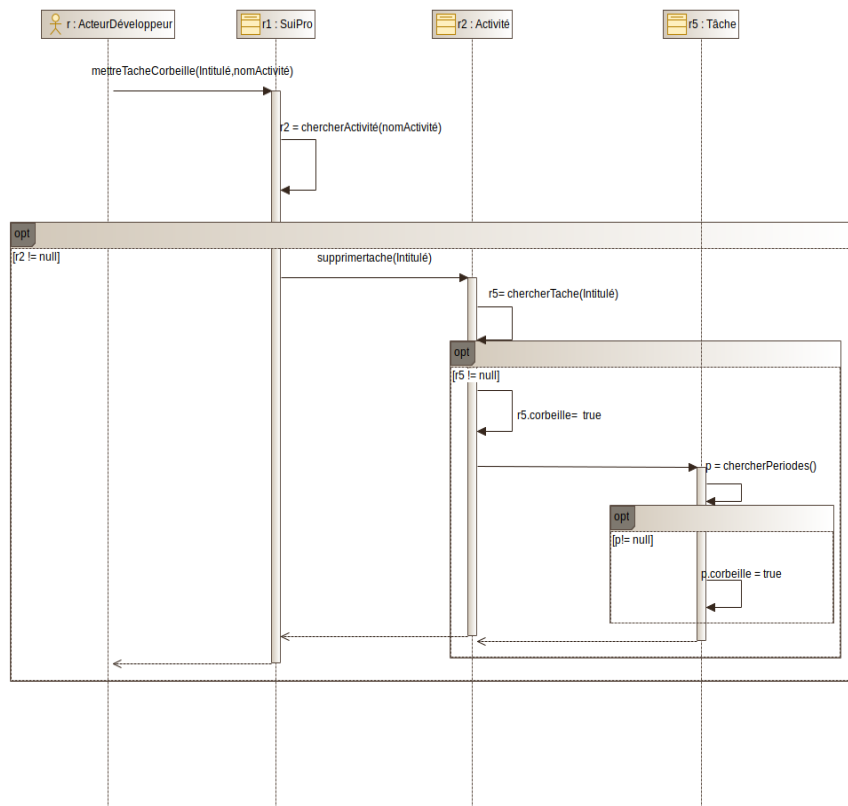 r : ActeurDéveloppeur
r1 : SuiPro
r2 : Activité
r5 : Tâche
mettreTacheCorbeille(Intitulé,nomActivité)
r2 = chercherActivité(nomActivité)
opt
[r2 != null]
supprimertache(Intitulé)
r5= chercherTache(Intitulé)
opt
[r5 != null]
r5.corbeille= true
p = chercherPeriodes()
opt
[p!= null]
p.corbeille = true